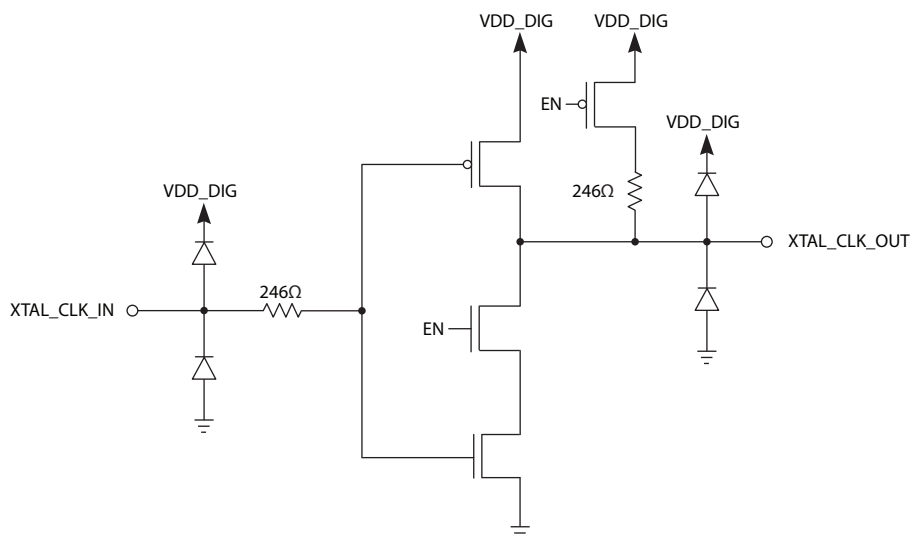 VDD_DIG
VDD_DIG
EN
VDD_DIG
246Ω
VDD_DIG
XTAL_CLK_OUT
246Ω
XTAL_CLK_IN
EN